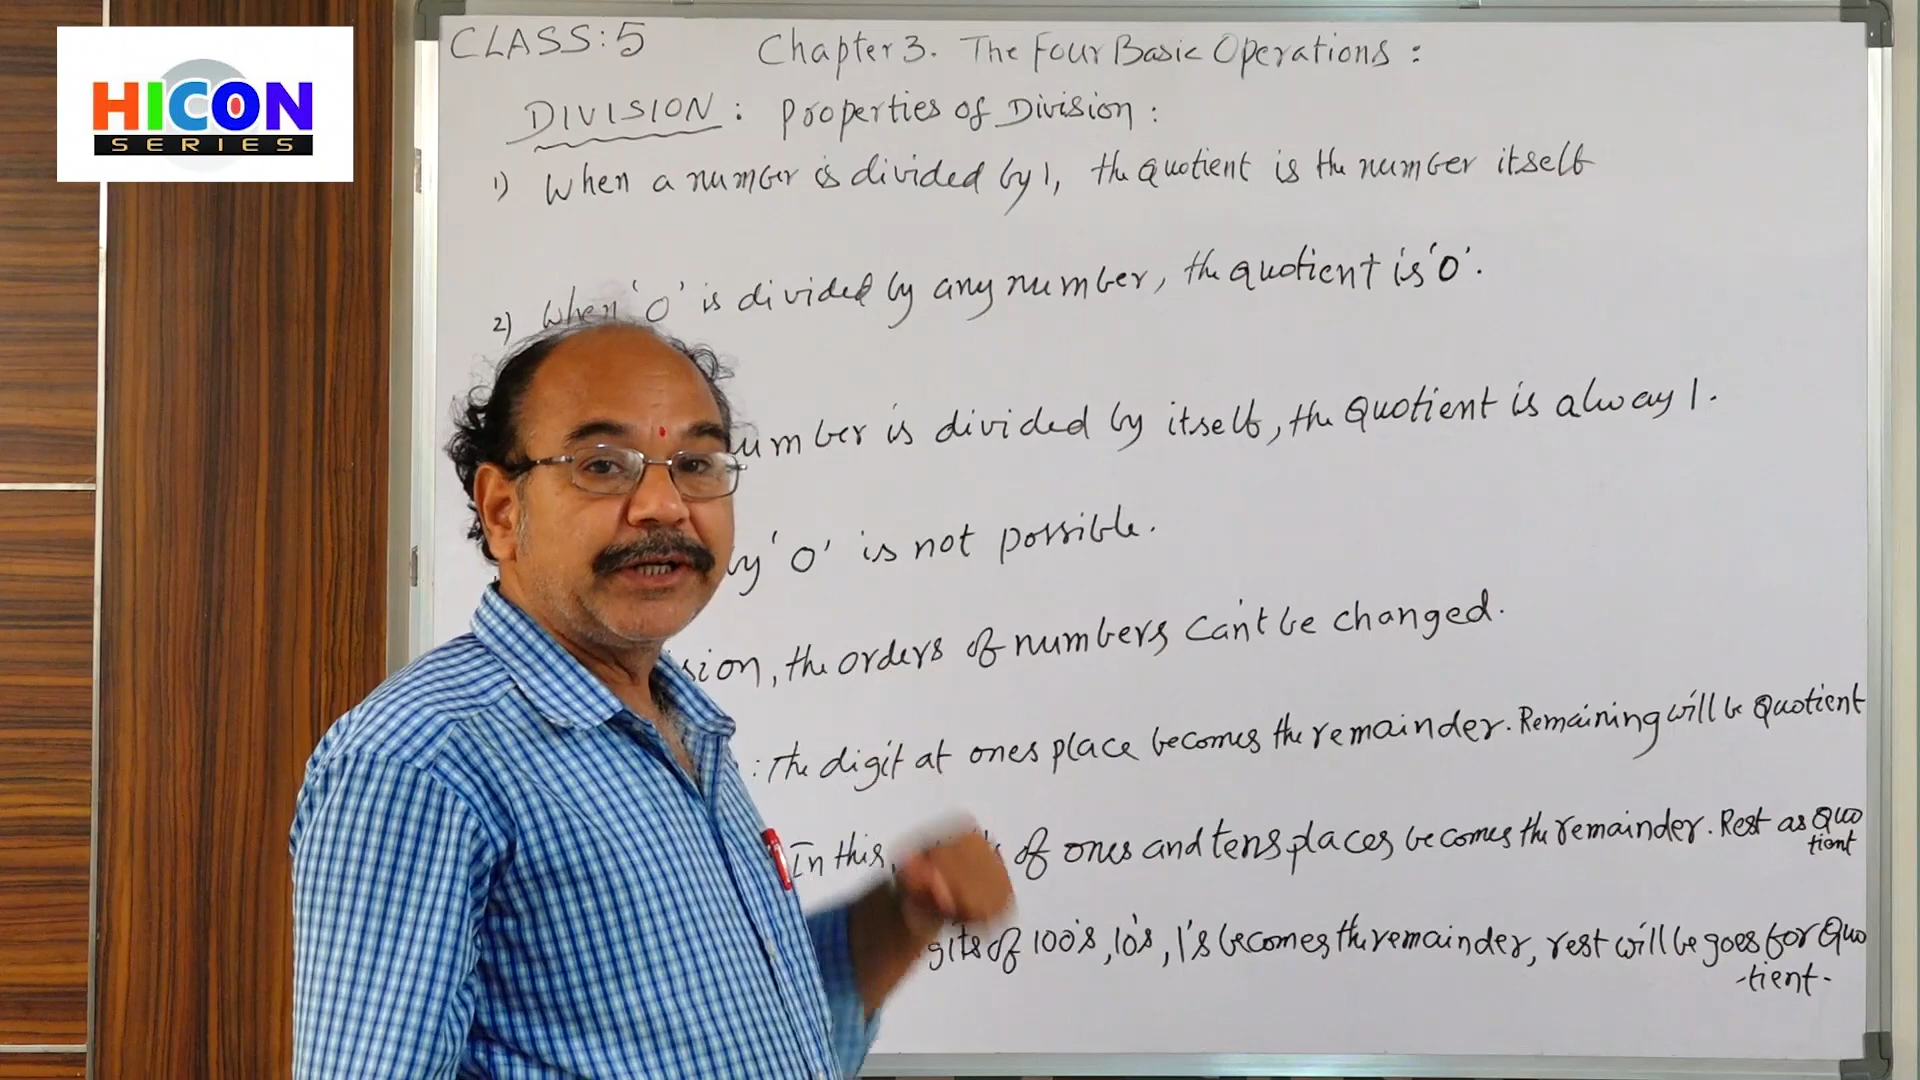 HICON
SERIES
CLASS: 5 Chapter 3. The Four Basic Operations :
DIVISION : Properties of Division :
1) When a number is divided by 1, the quotient is the number itself
2) When '0' is divided by any number, the quotient is '0'.
umber is divided by itself, the Quotient is alway 1.
by '0' is not possible.
sion, the orders of numbers can't be changed.
: The digit at ones place becomes the remainder. Remaining will be Quotient
In this, of ones and tens places becomes the remainder. Rest as Quo
tient
gits of 100's, 10's, 1's becomes the remainder, rest will be goes for Quo
-tient.